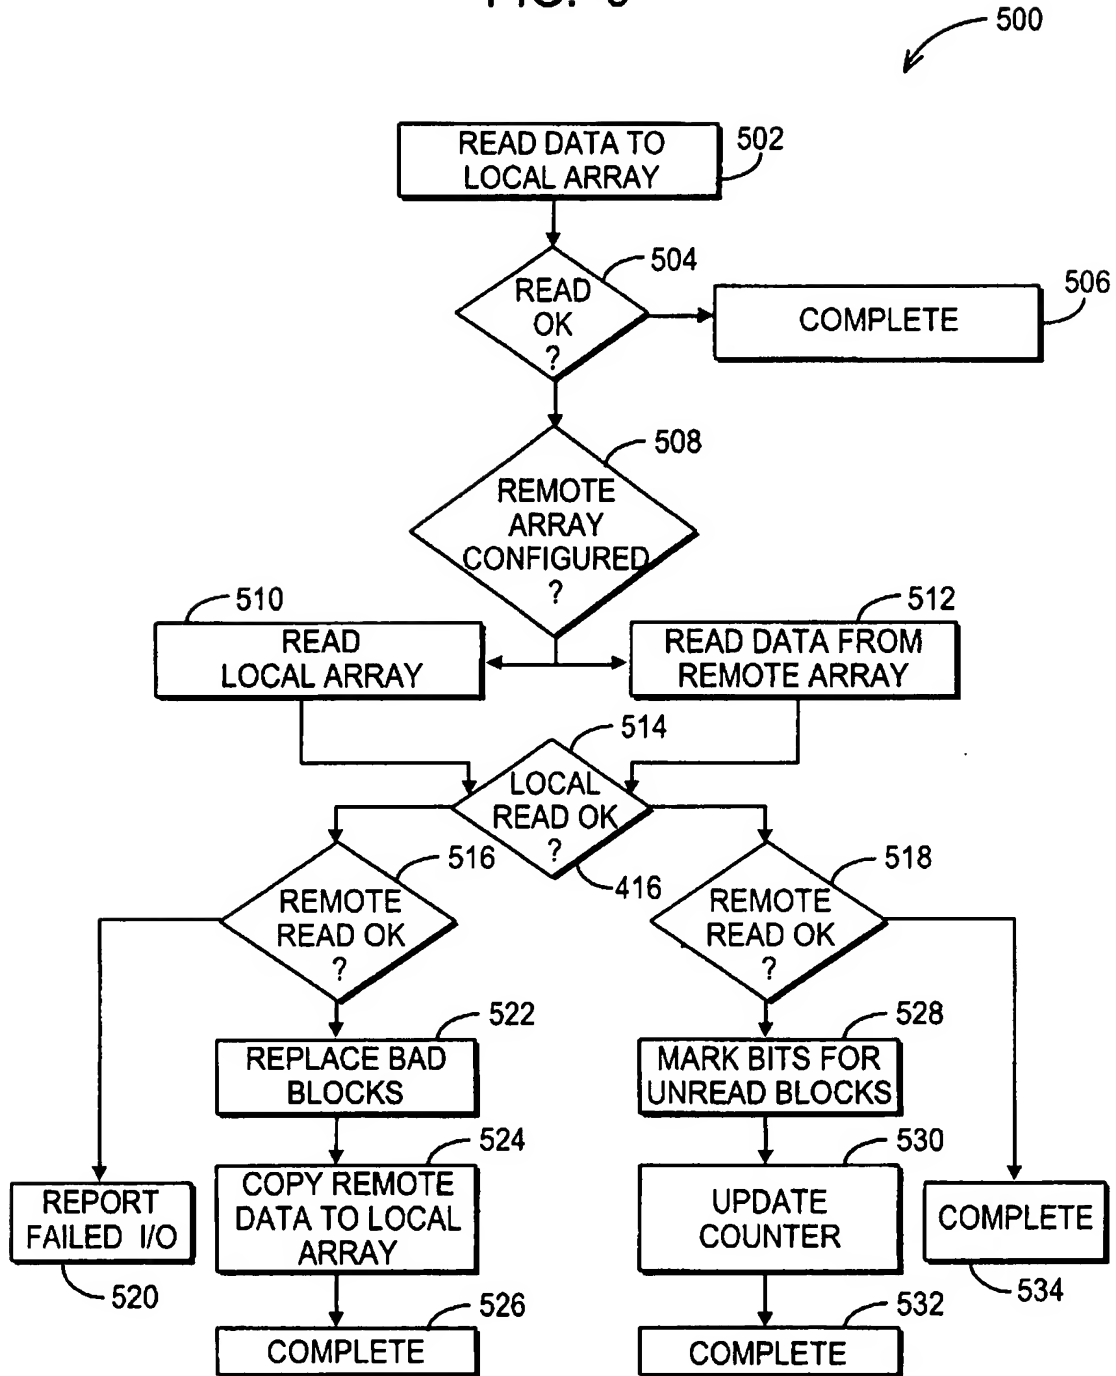 500
READ DATA TO
LOCAL ARRAY
502
READ
OK
?
504
COMPLETE
506
REMOTE
ARRAY
CONFIGURED
?
508
510
READ
LOCAL ARRAY
512
READ DATA FROM
REMOTE ARRAY
514
LOCAL
READ OK
?
416
516
REMOTE
READ OK
?
518
REMOTE
READ OK
?
522
REPLACE BAD
BLOCKS
528
MARK BITS FOR
UNREAD BLOCKS
REPORT
FAILED I/O
520
524
COPY REMOTE
DATA TO LOCAL
ARRAY
530
UPDATE
COUNTER
COMPLETE
534
526
COMPLETE
532
COMPLETE